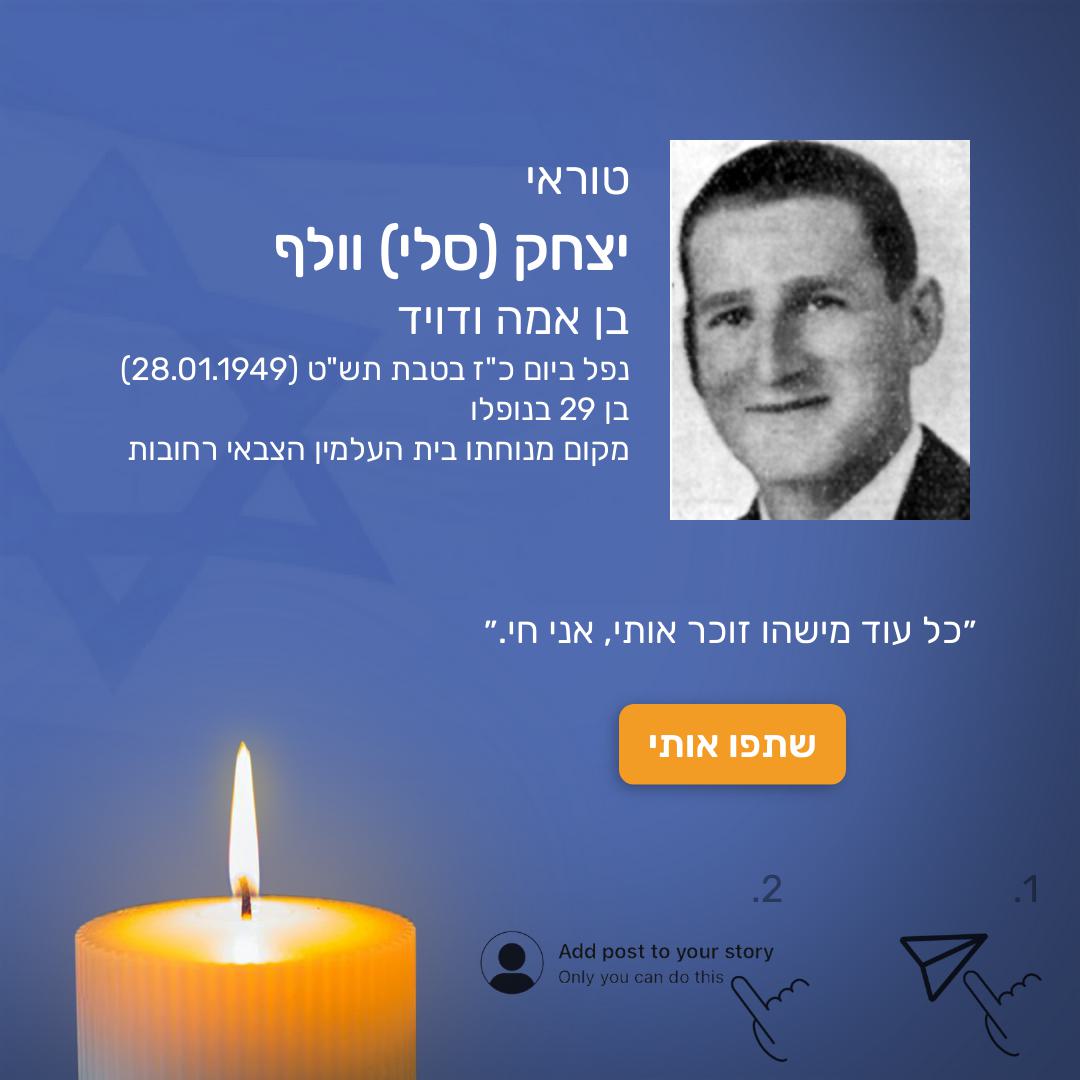 טוראי
יצחק (סלי) וולף
בן אמה ודויד
נפל ביום כ"ז בטבת תש"ט (28.01.1949)
בן 29 בנופלו
מקום מנוחתו בית העלמין הצבאי רחובות
״כל עוד מישהו זוכר אותי, אני חי.״
שתפו אותי
.1
.2
Add post to your story
Only you can do this